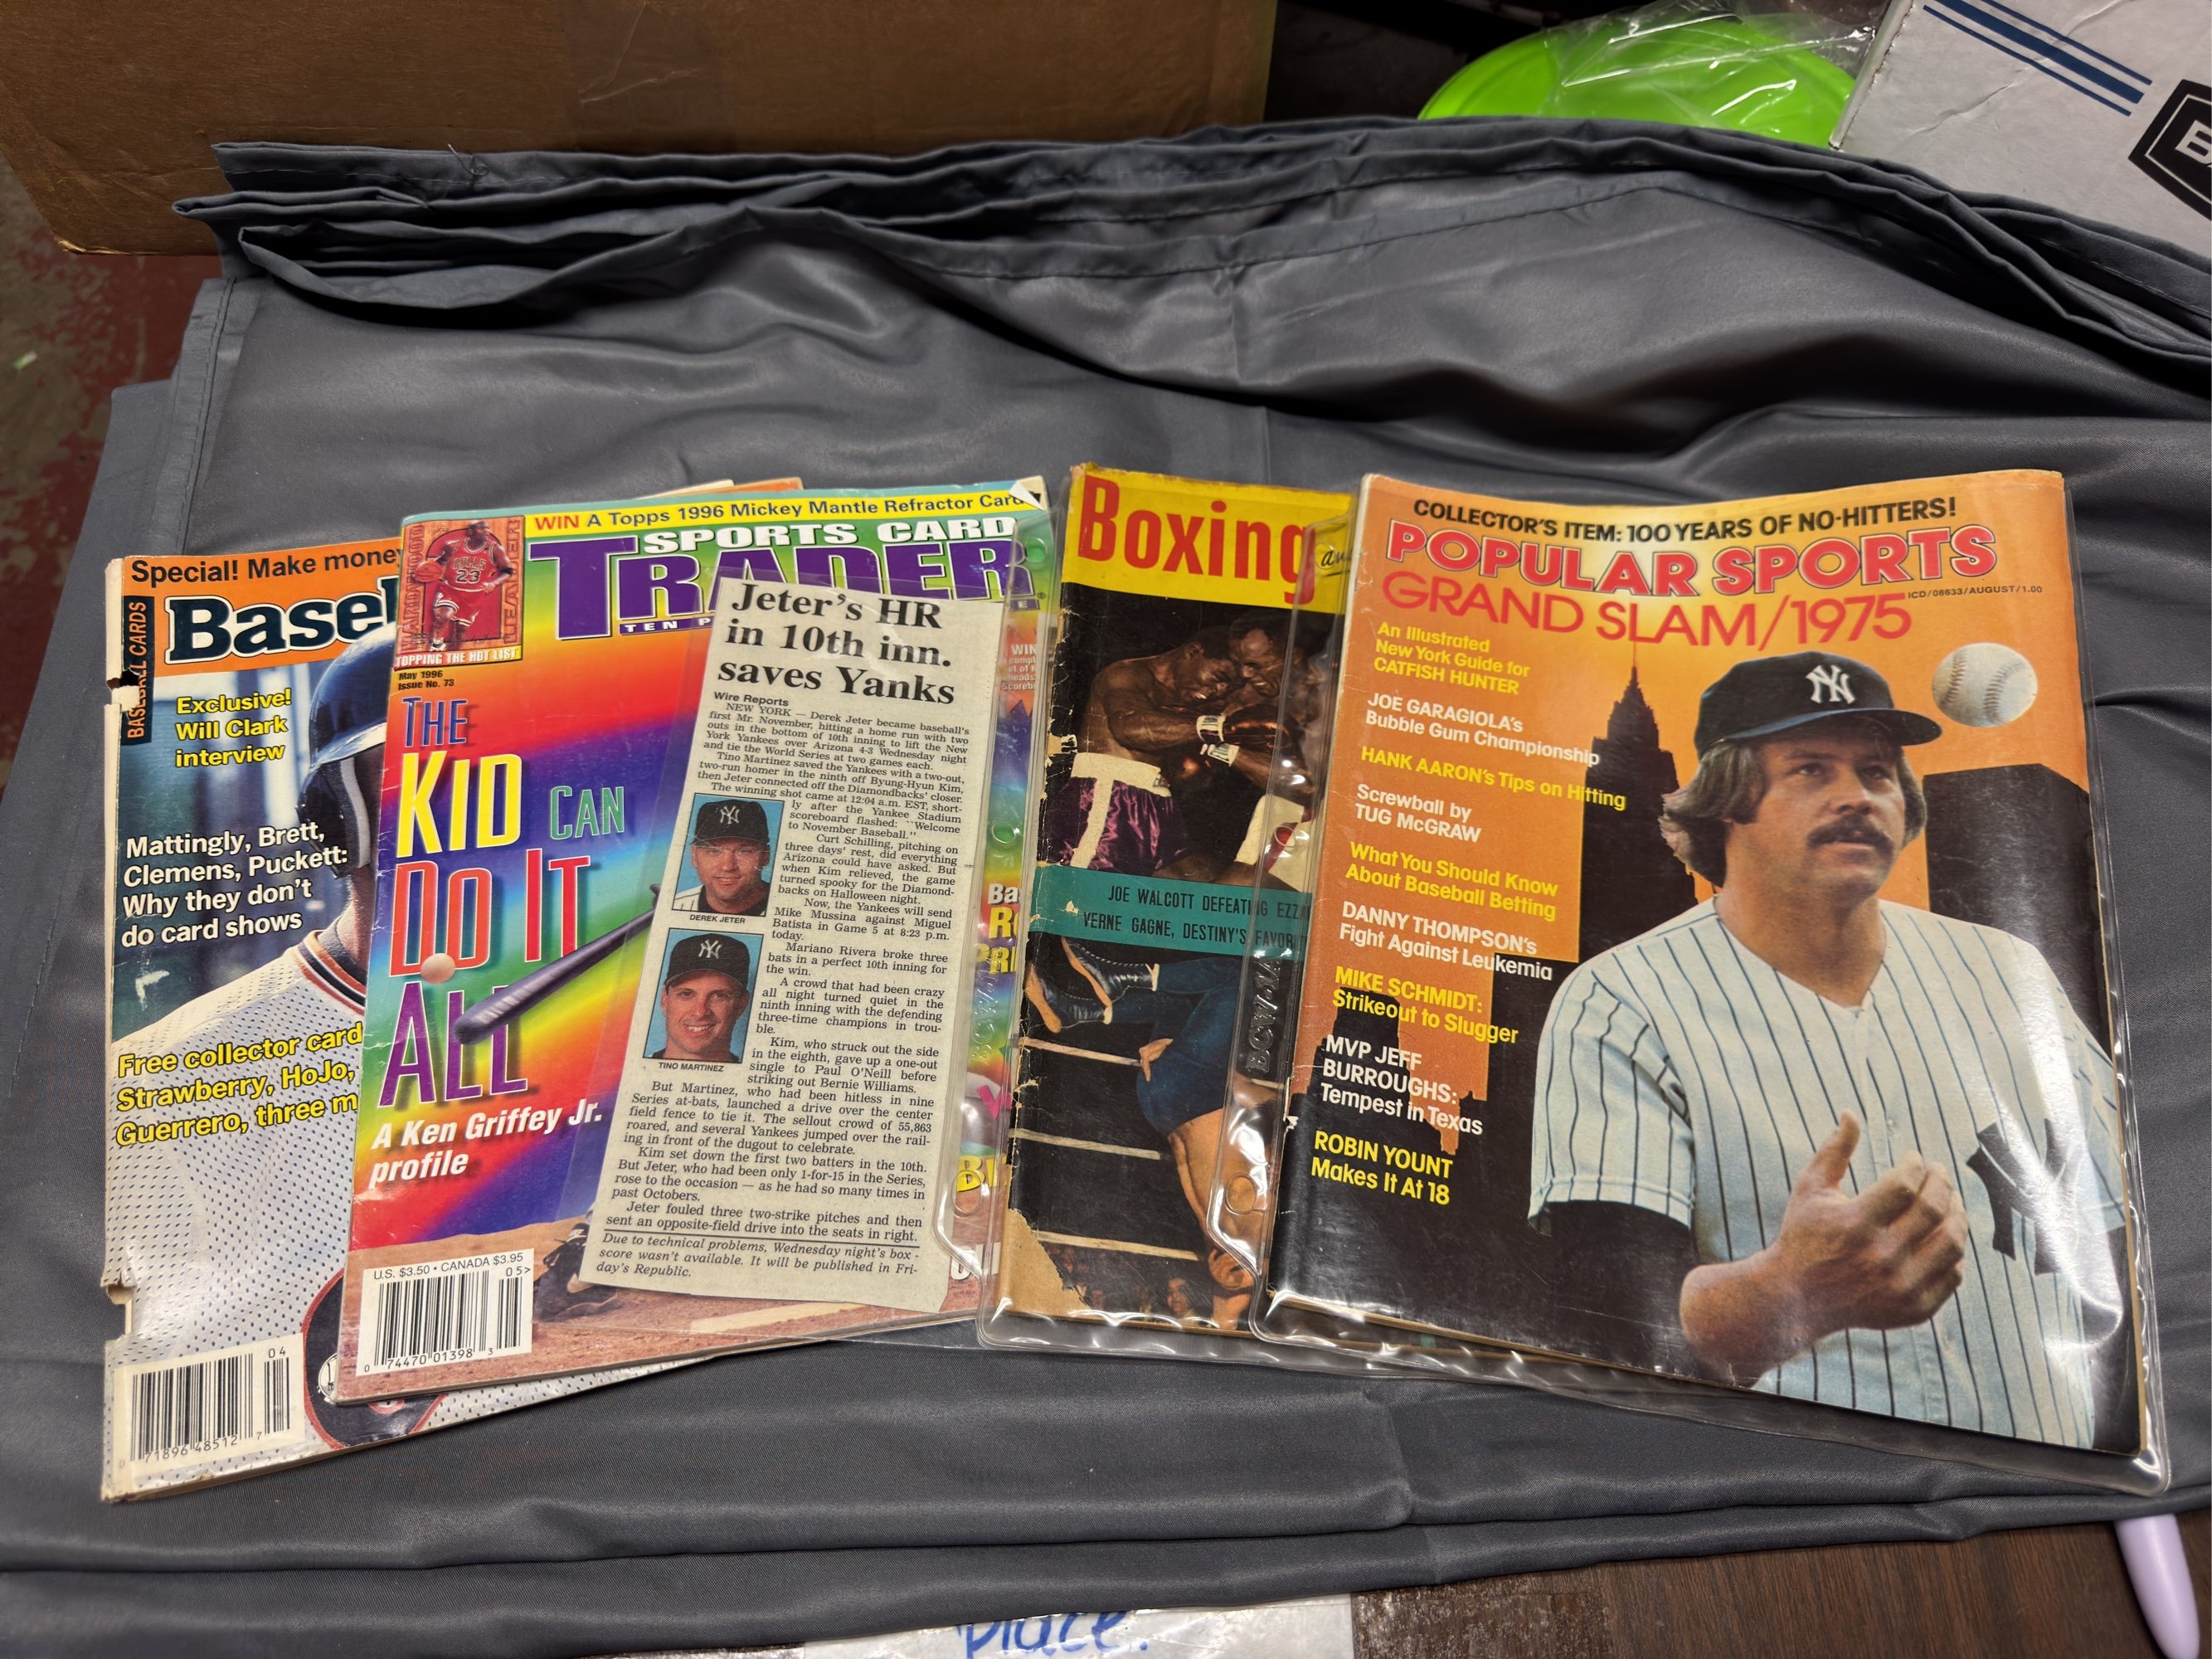 Special! Make money
BASEBALL CARDS
Exclusive!
Will Clark
interview
Mattingly, Brett,
Clemens, Puckett:
Why they don't
do card shows
Free collector card
Strawberry, HoJo,
Guerrero, three
04
0 71896 48512 7
WIN A Topps 1996 Mickey Mantle Refractor Card
BULLS
23
TOPPING THE HOT LIST
SPORTS CARD
TRADER
TEN
May 1996
Issue No. 73
THE
KID CAN
DO IT
ALL
A Ken Griffey Jr.
profile
U.S. $3.50 • CANADA $3.95
05>
0 74470 01398 3
WIN
Jeter's HR
in 10th inn.
saves Yanks
Wire Reports
NEW YORK — Derek Jeter became baseball's
first Mr. November, hitting a home run with two
outs in the bottom of 10th inning to lift the New
York Yankees over Arizona 4-3 Wednesday night
and tie the World Series at two games each.
Tino Martinez saved the Yankees with a two-out,
two-run homer in the ninth off Byung-Hyun Kim,
then Jeter connected off the Diamondbacks' closer.
The winning shot came at 12:04 a.m. EST, short-
ly after the Yankee Stadium
scoreboard flashed: "Welcome
to November Baseball."
Curt Schilling, pitching on
three days' rest, did everything
Arizona could have asked. But
when Kim relieved, the game
turned spooky for the Diamond-
backs on Halloween night.
Now, the Yankees will send
Mike Mussina against Miguel
Batista in Game 5 at 8:23 p.m.
today.
Mariano Rivera broke three
bats in a perfect 10th inning for
the win.
A crowd that had been crazy
all night turned quiet in the
ninth inning with the defending
three-time champions in trou-
ble.
Kim, who struck out the side
in the eighth, gave up a one-out
single to Paul O'Neill before
striking out Bernie Williams.
But Martinez, who had been hitless in nine
Series at-bats, launched a drive over the center
field fence to tie it. The sellout crowd of 55,863
roared, and several Yankees jumped over the rail-
ing in front of the dugout to celebrate.
Kim set down the first two batters in the 10th.
But Jeter, who had been only 1-for-15 in the Series,
rose to the occasion — as he had so many times in
past Octobers.
Jeter fouled three two-strike pitches and then
sent an opposite-field drive into the seats in right.
Due to technical problems, Wednesday night's box-
score wasn't available. It will be published in Fri-
day's Republic.
DEREK JETER
TINO MARTINEZ
Boxing
JOE WALCOTT DEFEATING
VERNE GAGNE, DESTINY'S
COLLECTOR'S ITEM: 100 YEARS OF NO-HITTERS!
POPULAR SPORTS
GRAND SLAM/1975
ICD/08633/AUGUST/1.00
An Illustrated
New York Guide for
CATFISH HUNTER
JOE GARAGIOLA's
Bubble Gum Championship
HANK AARON's Tips on Hitting
Screwball by
TUG McGRAW
What You Should Know
About Baseball Betting
DANNY THOMPSON's
Fight Against Leukemia
MIKE SCHMIDT:
Strikeout to Slugger
MVP JEFF
BURROUGHS:
Tempest in Texas
ROBIN YOUNT
Makes It At 18
NY
place.